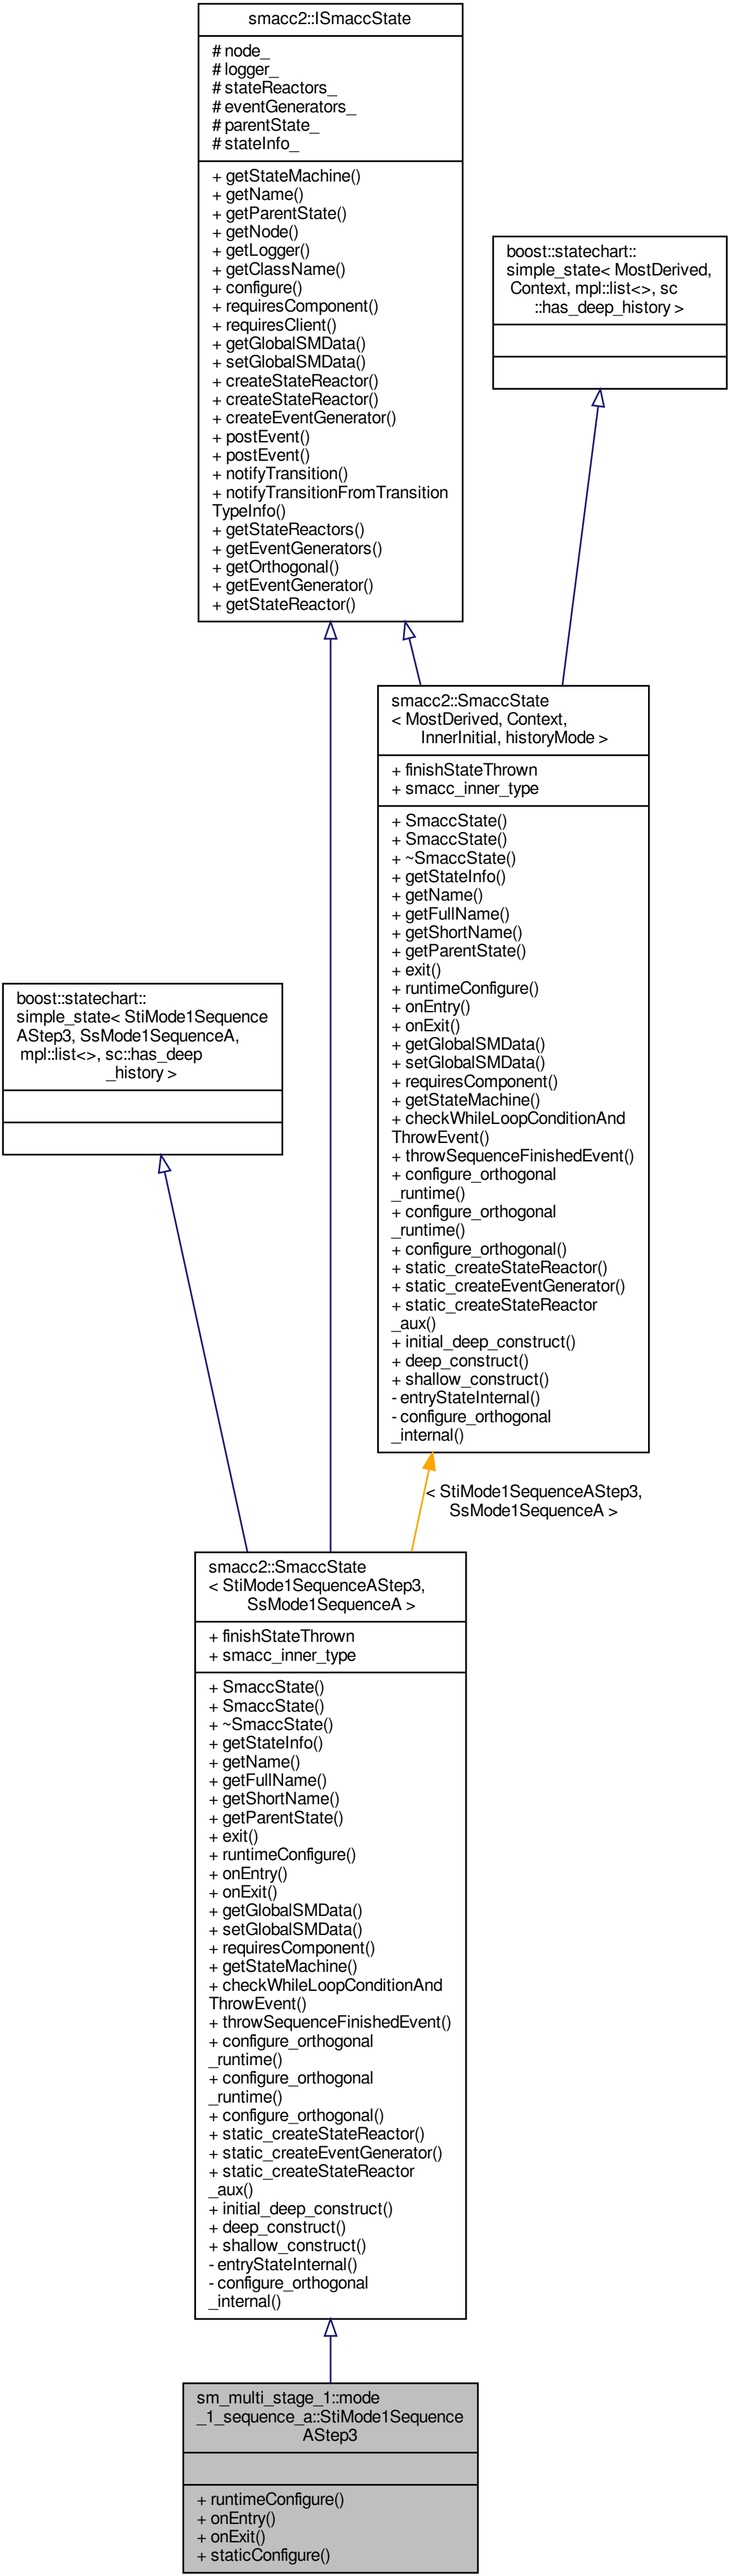 smacc2::ISmaccState
# node_
# logger_
# stateReactors_
# eventGenerators_
# parentState_
# stateInfo_
+ getStateMachine()
+ getName()
+ getParentState()
+ getNode()
+ getLogger()
+ getClassName()
+ configure()
+ requiresComponent()
+ requiresClient()
+ getGlobalSMData()
+ setGlobalSMData()
+ createStateReactor()
+ createStateReactor()
+ createEventGenerator()
+ postEvent()
+ postEvent()
+ notifyTransition()
+ notifyTransitionFromTransition
TypeInfo()
+ getStateReactors()
+ getEventGenerators()
+ getOrthogonal()
+ getEventGenerator()
+ getStateReactor()
boost::statechart::
simple_state< MostDerived,
Context, mpl::list<>, sc
::has_deep_history >
smacc2::SmaccState
< MostDerived, Context,
InnerInitial, historyMode >
+ finishStateThrown
+ smacc_inner_type
+ SmaccState()
+ SmaccState()
+ ~SmaccState()
+ getStateInfo()
+ getName()
+ getFullName()
+ getShortName()
+ getParentState()
+ exit()
+ runtimeConfigure()
+ onEntry()
+ onExit()
+ getGlobalSMData()
+ setGlobalSMData()
+ requiresComponent()
+ getStateMachine()
+ checkWhileLoopConditionAnd
ThrowEvent()
+ throwSequenceFinishedEvent()
+ configure_orthogonal
_runtime()
+ configure_orthogonal
_runtime()
+ configure_orthogonal()
+ static_createStateReactor()
+ static_createEventGenerator()
+ static_createStateReactor
_aux()
+ initial_deep_construct()
+ deep_construct()
+ shallow_construct()
- entryStateInternal()
- configure_orthogonal
_internal()
boost::statechart::
simple_state< StiMode1Sequence
AStep3, SsMode1SequenceA,
mpl::list<>, sc::has_deep
_history >
< StiMode1SequenceAStep3,
SsMode1SequenceA >
smacc2::SmaccState
< StiMode1SequenceAStep3,
SsMode1SequenceA >
+ finishStateThrown
+ smacc_inner_type
+ SmaccState()
+ SmaccState()
+ ~SmaccState()
+ getStateInfo()
+ getName()
+ getFullName()
+ getShortName()
+ getParentState()
+ exit()
+ runtimeConfigure()
+ onEntry()
+ onExit()
+ getGlobalSMData()
+ setGlobalSMData()
+ requiresComponent()
+ getStateMachine()
+ checkWhileLoopConditionAnd
ThrowEvent()
+ throwSequenceFinishedEvent()
+ configure_orthogonal
_runtime()
+ configure_orthogonal
_runtime()
+ configure_orthogonal()
+ static_createStateReactor()
+ static_createEventGenerator()
+ static_createStateReactor
_aux()
+ initial_deep_construct()
+ deep_construct()
+ shallow_construct()
- entryStateInternal()
- configure_orthogonal
_internal()
sm_multi_stage_1::mode
_1_sequence_a::StiMode1Sequence
AStep3
+ runtimeConfigure()
+ onEntry()
+ onExit()
+ staticConfigure()